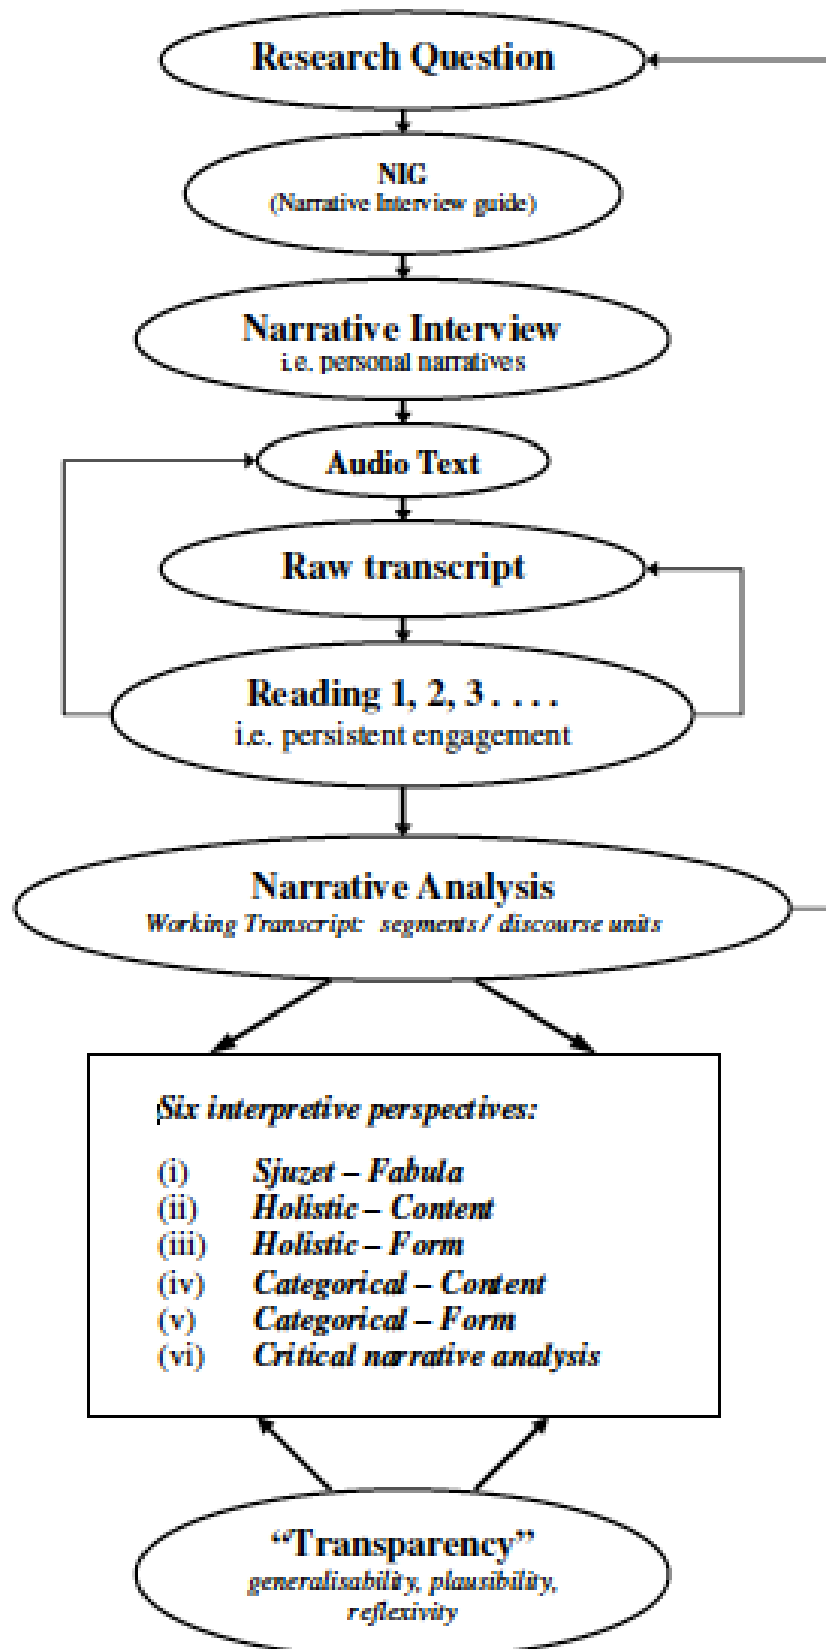 Research Question
NIG
(Narrative Interview guide)
Narrative Interview
i.e. personal narratives
Audio Text
Raw transcript
Reading 1, 2, 3 . . . .
i.e. persistent engagement
Narrative Analysis
Working Transcript: segments / discourse units
Six interpretive perspectives:
(i) Sjuzet – Fabula
(ii) Holistic – Content
(iii) Holistic – Form
(iv) Categorical – Content
(v) Categorical – Form
(vi) Critical narrative analysis
“Transparency”
generalisability, plausibility,
reflexivity